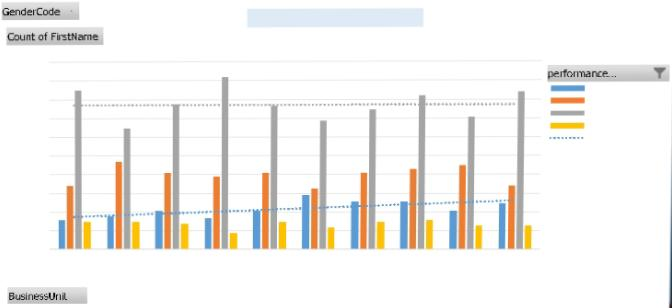 GenderCode
Count of FirstName
performance...
BusinessUnit